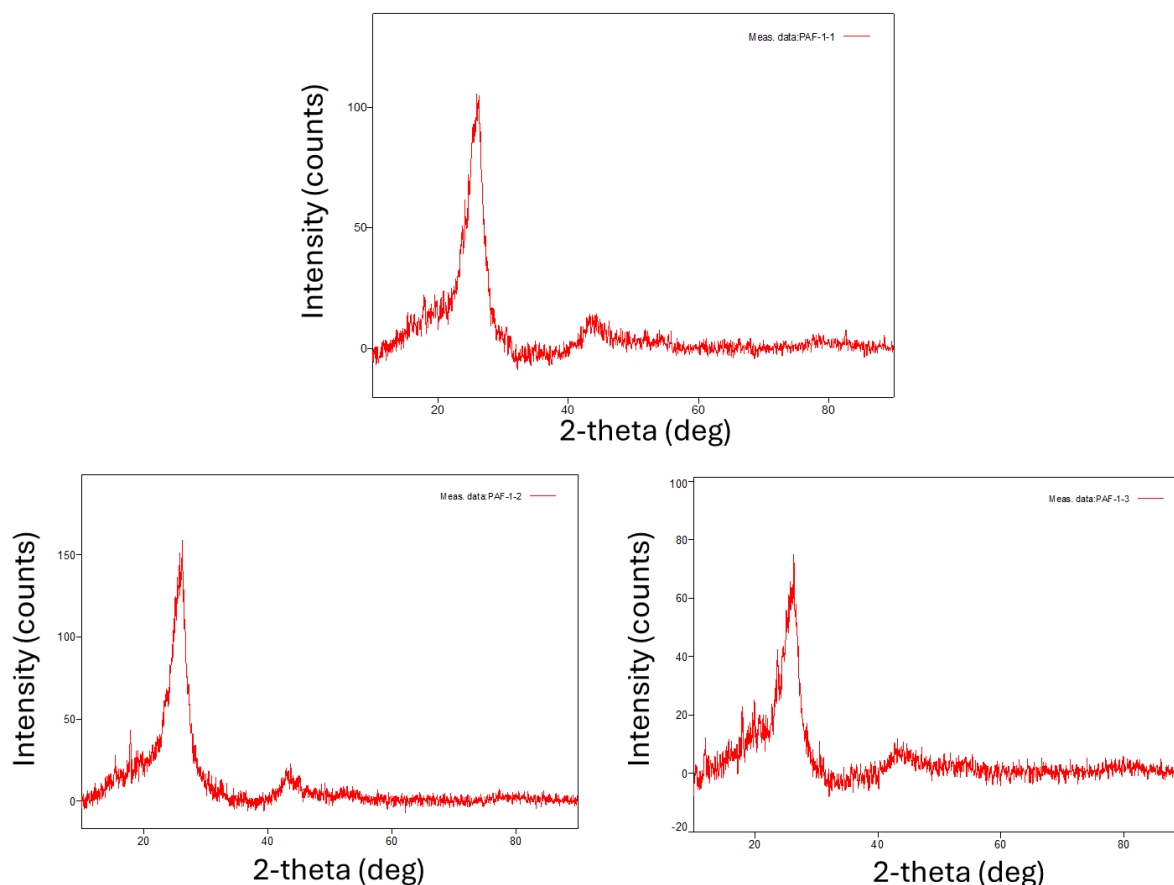 Meas. data:PAF-1-1
Intensity (counts)
100
50
0
20 40 60 80
2-theta (deg)
Meas. data:PAF-1-2
Intensity (counts)
150
100
50
0
20 40 60 80
2-theta (deg)
Meas. data:PAF-1-3
Intensity (counts)
100
80
60
40
20
0
-20
20 40 60 80
2-theta (deg)